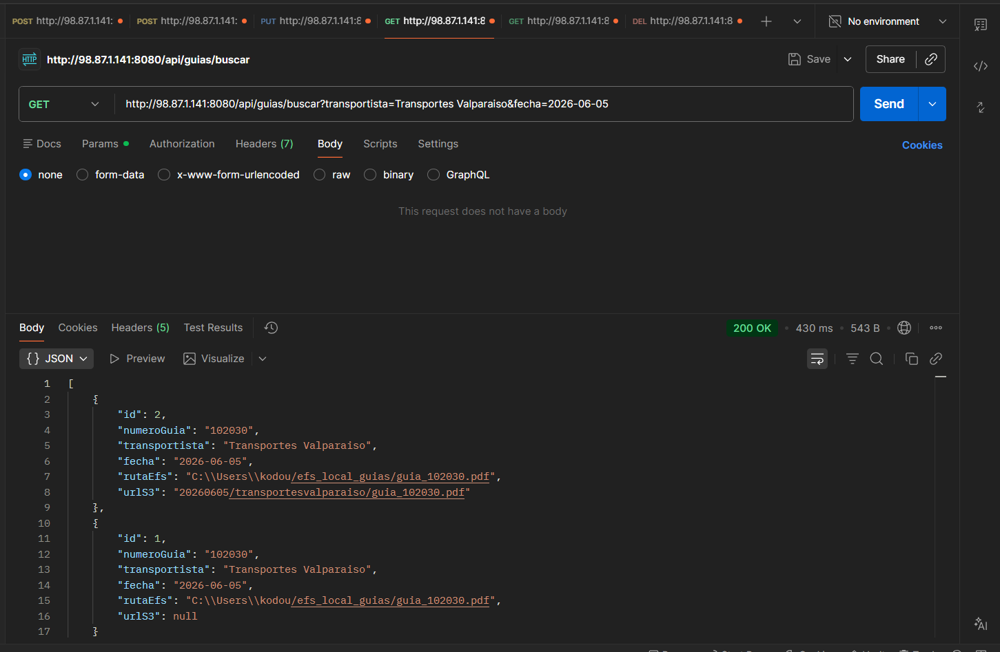 POST http://98.87.1.141: POST http://98.87.1.141: PUT http://98.87.1.141:8 GET http://98.87.1.141:8 GET http://98.87.1.141:8 DEL http://98.87.1.141:8 No environment
HTTP http://98.87.1.141:8080/api/guias/buscar Save Share
GET http://98.87.1.141:8080/api/guias/buscar?transportista=Transportes Valparaiso&fecha=2026-06-05 Send
Docs Params Authorization Headers (7) Body Scripts Settings Cookies
none form-data x-www-form-urlencoded raw binary GraphQL
This request does not have a body
Body Cookies Headers (5) Test Results 200 OK 430 ms 543 B
{} JSON Preview Visualize
1 [
2 {
3 "id": 2,
4 "numeroGuia": "102030",
5 "transportista": "Transportes Valparaiso",
6 "fecha": "2026-06-05",
7 "rutaEfs": "C:\\Users\\kodou/efs_local_guias/guia_102030.pdf",
8 "urlS3": "20260605/transportesvalparaiso/guia_102030.pdf"
9 },
10 {
11 "id": 1,
12 "numeroGuia": "102030",
13 "transportista": "Transportes Valparaiso",
14 "fecha": "2026-06-05",
15 "rutaEfs": "C:\\Users\\kodou/efs_local_guias/guia_102030.pdf",
16 "urlS3": null
17 }
AI